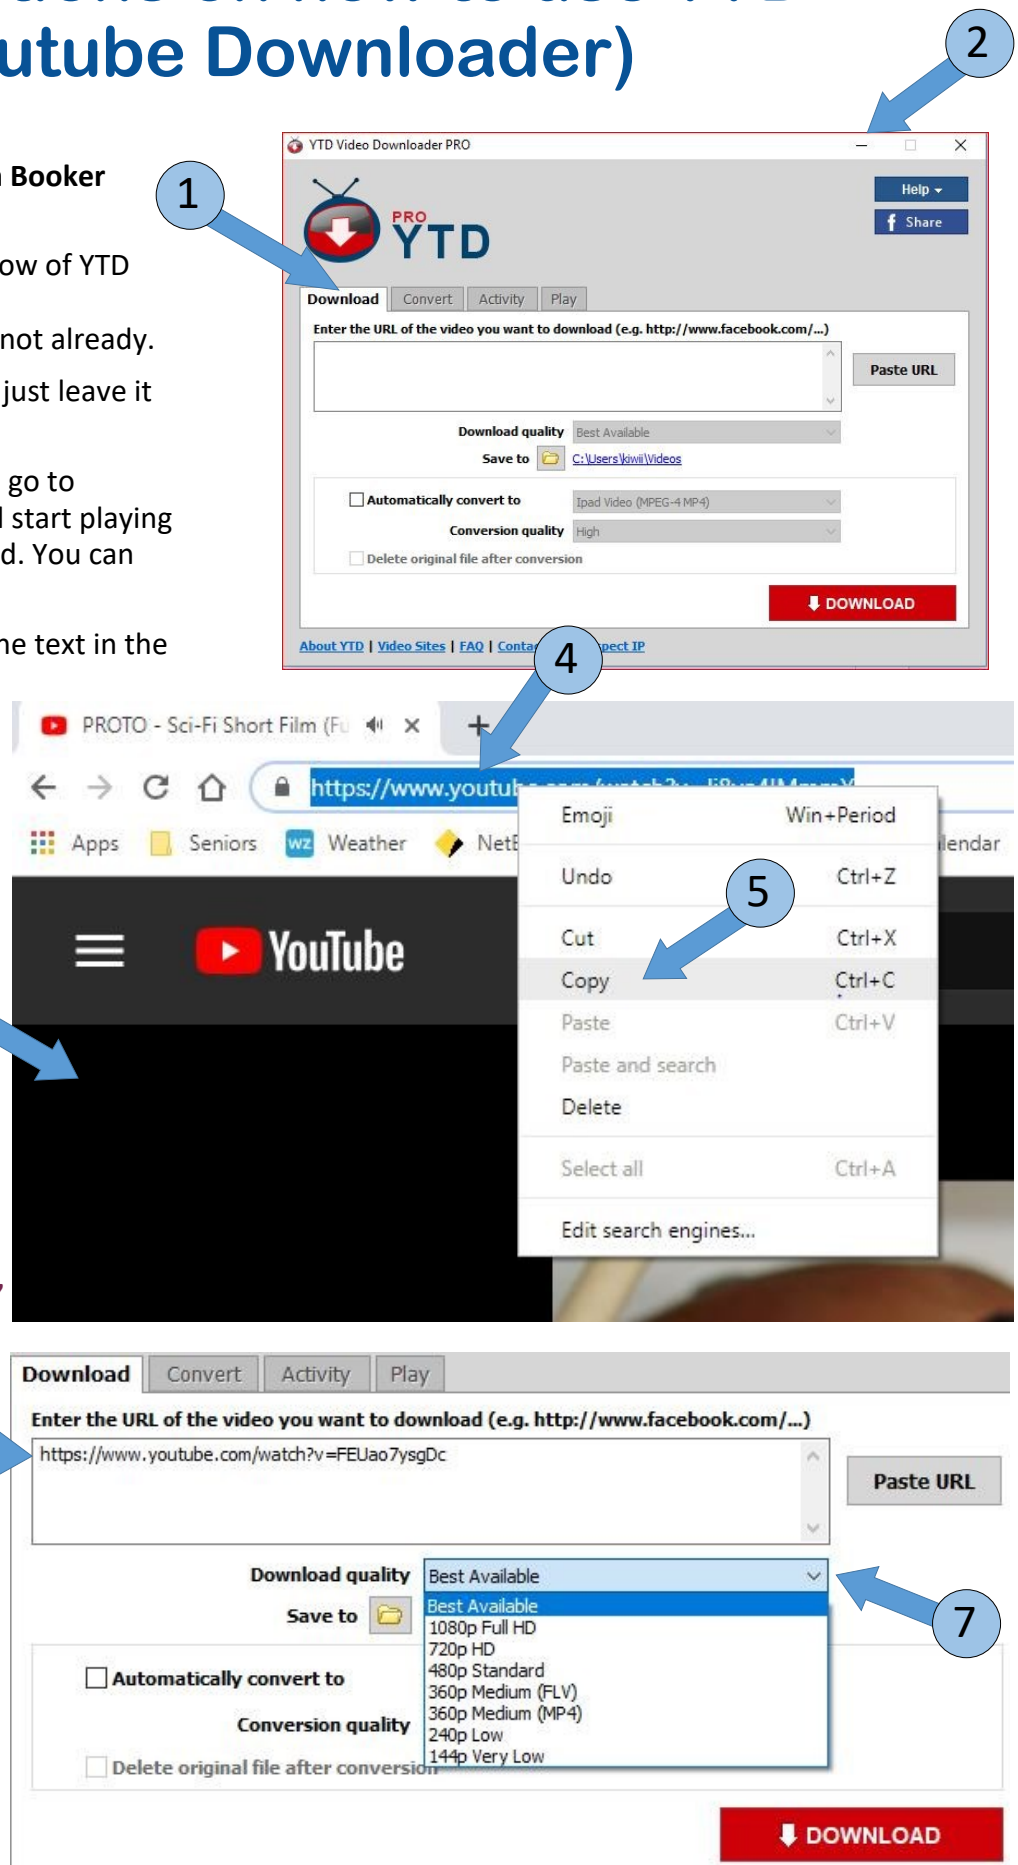 utube Downloader)
2
Booker
1
ow of YTD
not already.
just leave it
go to
start playing
d. You can
text in the
YTD Video Downloader PRO
Help
f Share
PRO
YTD
Download Convert Activity Play
Enter the URL of the video you want to download (e.g. http://www.facebook.com/...)
Paste URL
Download quality Best Available
Save to C:\Users\kiwii\Videos
Automatically convert to Ipad Video (MPEG-4 MP4)
Conversion quality High
Delete original file after conversion
DOWNLOAD
About YTD | Video Sites | FAQ | Conta pect IP
4
PROTO - Sci-Fi Short Film (Fu
https://www.youtub
Apps Seniors wz Weather NetB lendar
YouTube
Emoji Win+Period
Undo Ctrl+Z
5
Cut Ctrl+X
Copy Ctrl+C
Paste Ctrl+V
Paste and search
Delete
Select all Ctrl+A
Edit search engines...
Download Convert Activity Play
Enter the URL of the video you want to download (e.g. http://www.facebook.com/...)
https://www.youtube.com/watch?v=FEUao7ysgDc
Paste URL
Download quality Best Available
Save to
Best Available
1080p Full HD
720p HD
480p Standard
360p Medium (FLV)
360p Medium (MP4)
240p Low
144p Very Low
7
Automatically convert to
Conversion quality
Delete original file after conversion
DOWNLOAD